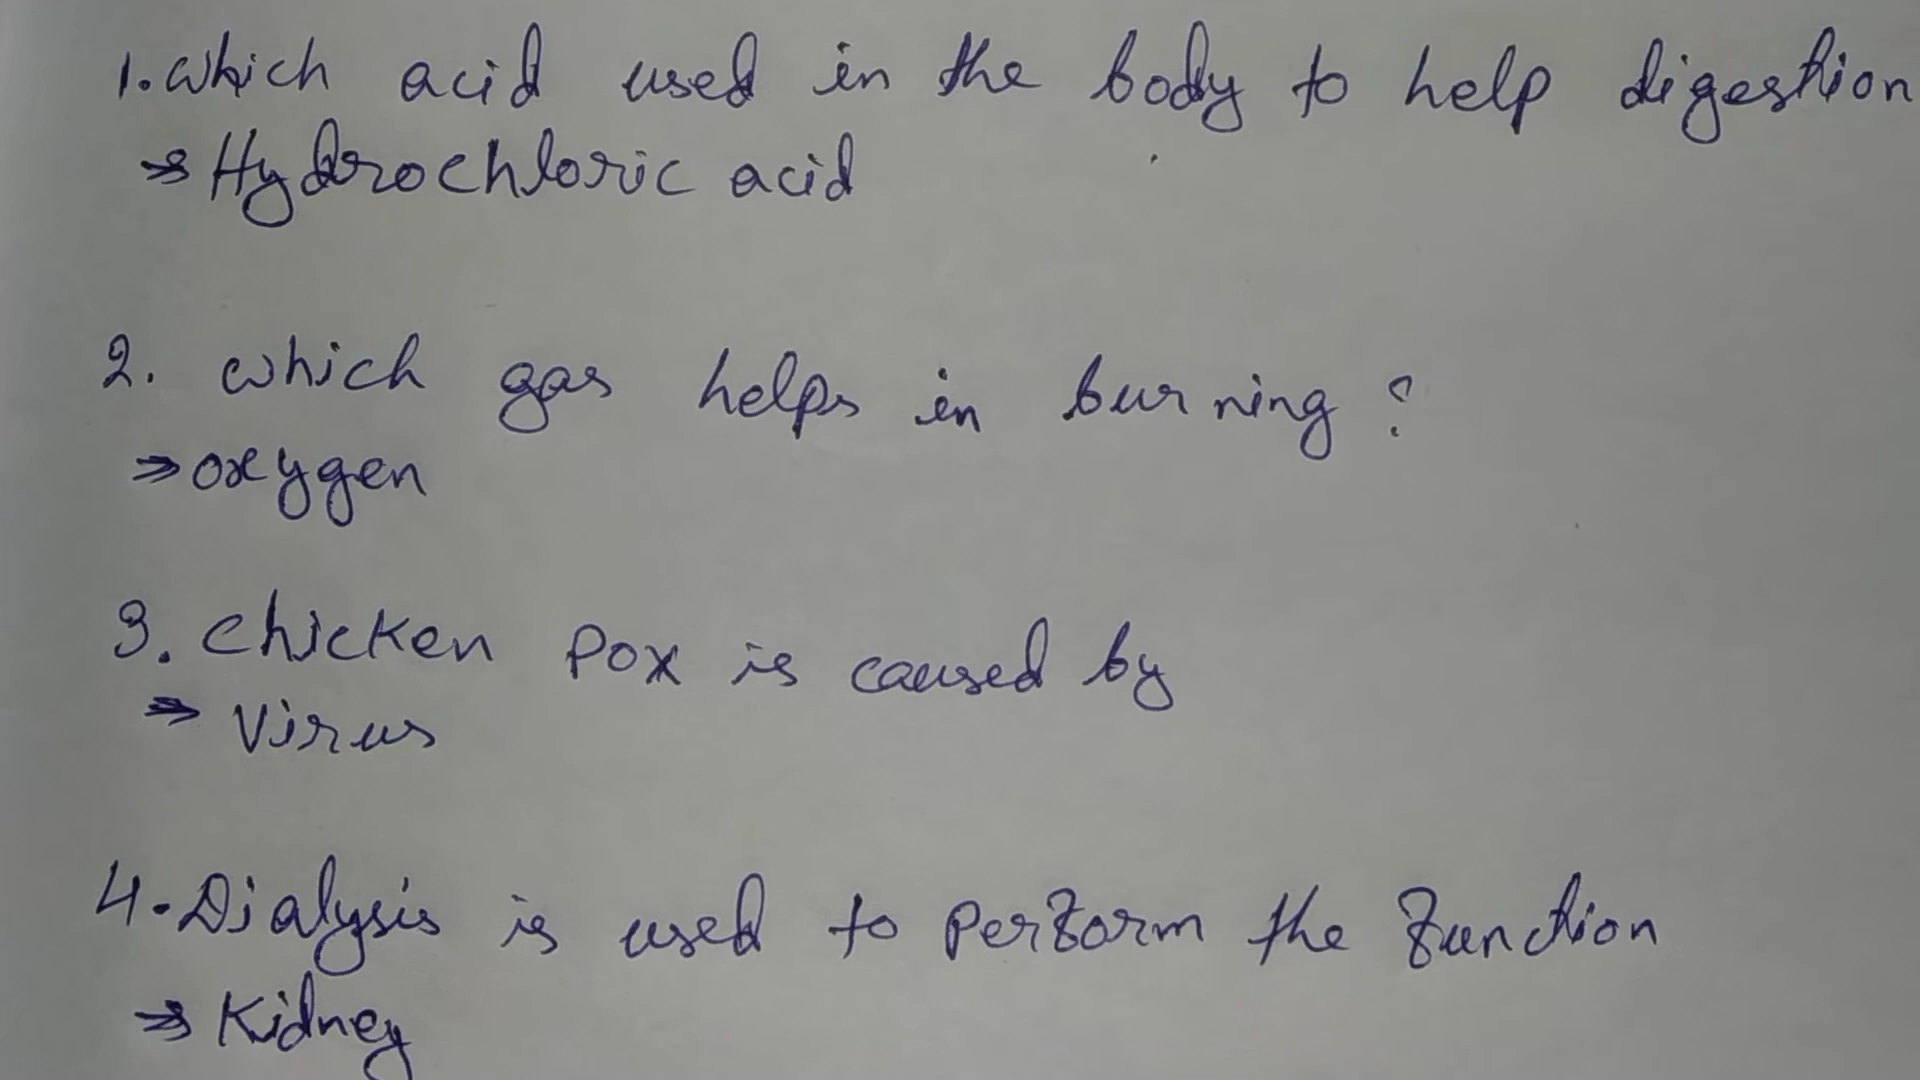 1. Which acid used in the body to help digestion
⇒ Hydrochloric acid
2. which gas helps in burning ?
⇒ oxygen
3. chicken pox is caused by
⇒ Virus
4. Dialysis is used to perform the function
⇒ Kidney